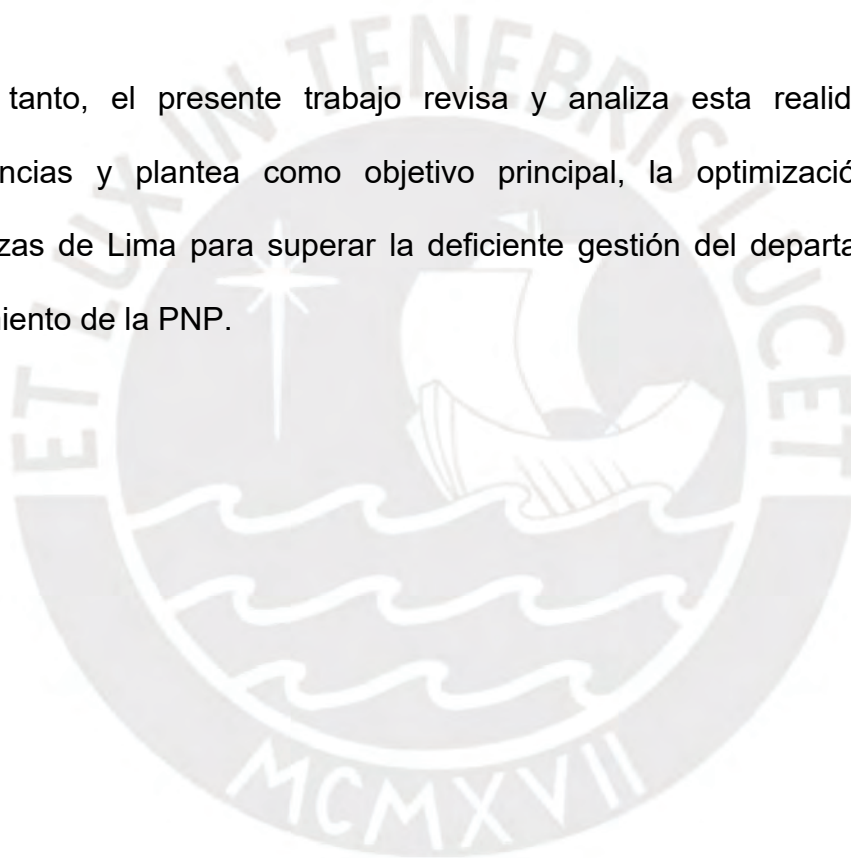 tanto, el presente trabajo revisa y analiza esta realid
ncias y plantea como objetivo principal, la optimizació
zas de Lima para superar la deficiente gestión del departa
iento de la PNP.
ET LUX IN TENEBRIS LUCET
MCMXVII